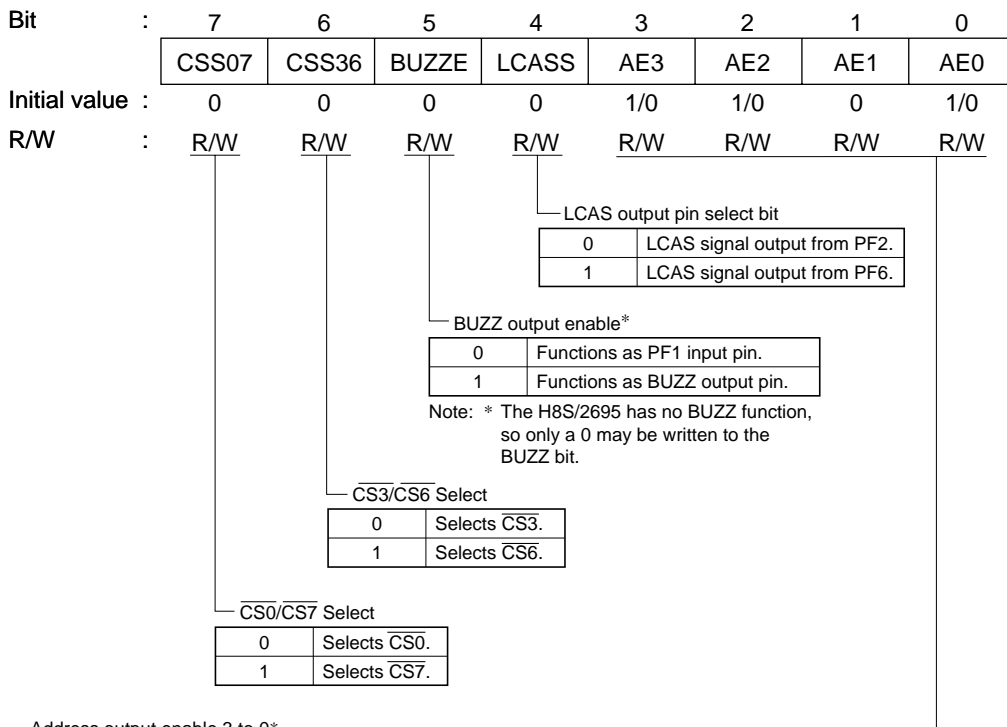 Bit : 7 6 5 4 3 2 1 0
CSS07 CSS36 BUZZE LCASS AE3 AE2 AE1 AE0
Initial value : 0 0 0 0 1/0 1/0 0 1/0
R/W : R/W R/W R/W R/W R/W R/W R/W R/W
LCAS output pin select bit
0 LCAS signal output from PF2.
1 LCAS signal output from PF6.
BUZZ output enable*
0 Functions as PF1 input pin.
1 Functions as BUZZ output pin.
Note: * The H8S/2695 has no BUZZ function,
so only a 0 may be written to the
BUZZ bit.
CS3/CS6 Select
0 Selects CS3.
1 Selects CS6.
CS0/CS7 Select
0 Selects CS0.
1 Selects CS7.
Address output enable 3 to 0*